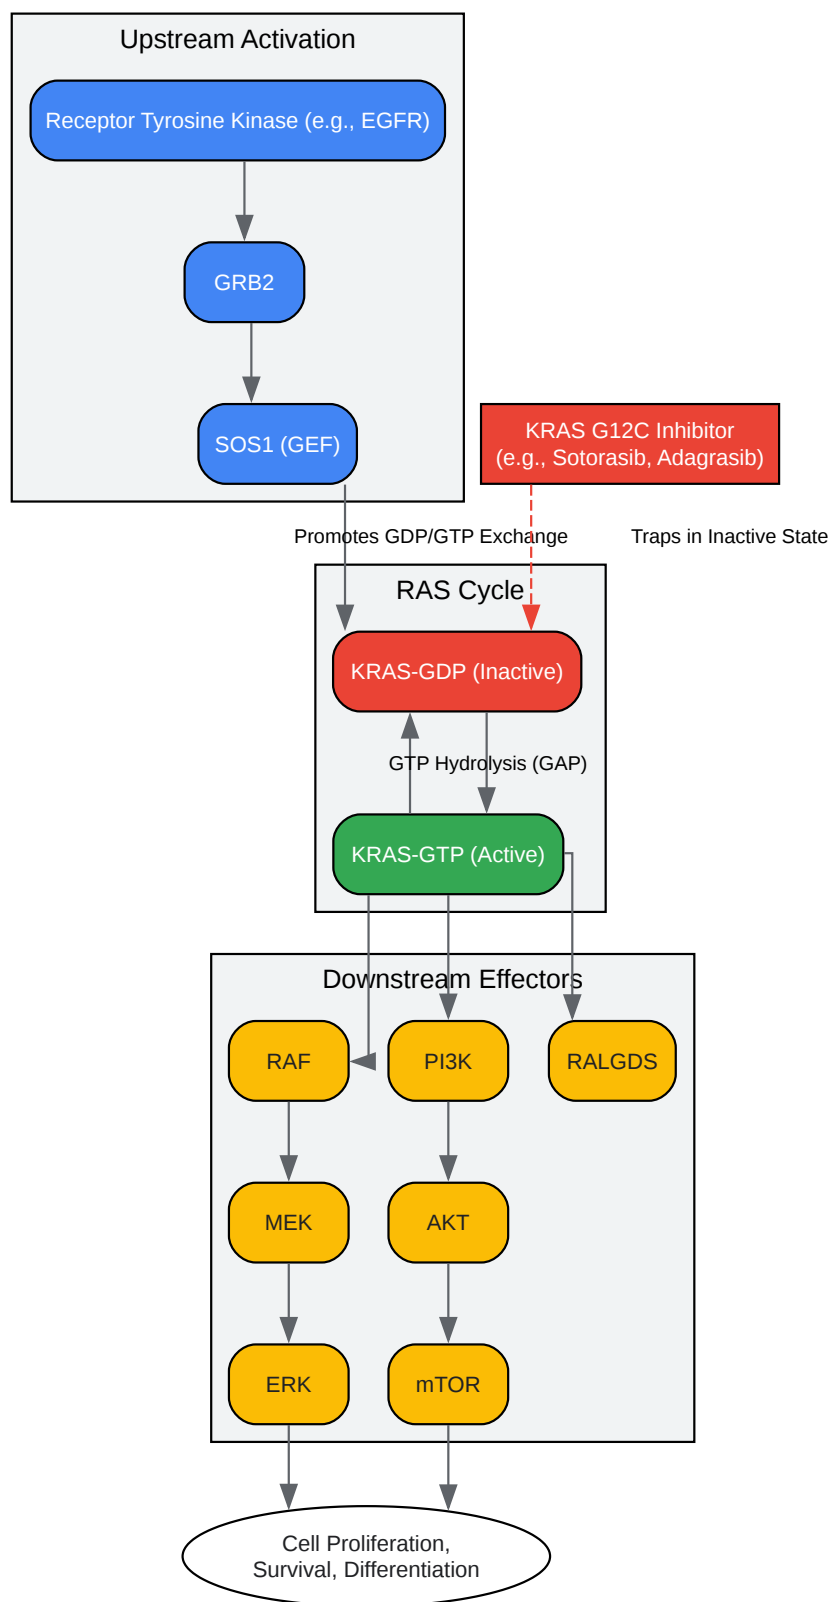 Upstream Activation
Receptor Tyrosine Kinase (e.g., EGFR)
GRB2
SOS1 (GEF)
KRAS G12C Inhibitor
(e.g., Sotorasib, Adagrasib)
Promotes GDP/GTP Exchange
Traps in Inactive State
RAS Cycle
KRAS-GDP (Inactive)
GTP Hydrolysis (GAP)
KRAS-GTP (Active)
Downstream Effectors
RAF
PI3K
RALGDS
MEK
AKT
ERK
mTOR
Cell Proliferation,
Survival, Differentiation